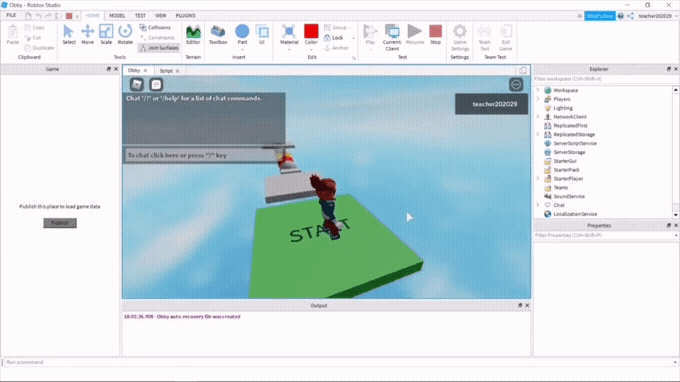 Obby - Roblox Studio
FILE
HOME
MODEL
TEST
VIEW
PLUGINS
What's New
teacher202029
Paste
Copy
Cut
Duplicate
Clipboard
Select
Move
Scale
Rotate
Collisions
Constraints
Join Surfaces
Tools
Editor
Terrain
Toolbox
Part
UI
Insert
Material
Color
Group
Lock
Anchor
Edit
Play
Current:
Client
Resume
Stop
Test
Game
Settings
Settings
Team
Test
Exit
Game
Team Test
Game
Publish this place to load game data
Publish
Obby
Script
Chat '/?' or '/help' for a list of chat commands.
To chat click here or press "/" key
teacher202029
START
Output
18:01:36.908 - Obby auto-recovery file was created
Explorer
Filter workspace (Ctrl+Shift+X)
Workspace
Players
Lighting
NetworkClient
ReplicatedFirst
ReplicatedStorage
ServerScriptService
ServerStorage
StarterGui
StarterPack
StarterPlayer
Teams
SoundService
Chat
LocalizationService
Properties
Filter Properties (Ctrl+Shift+P)
Run a command